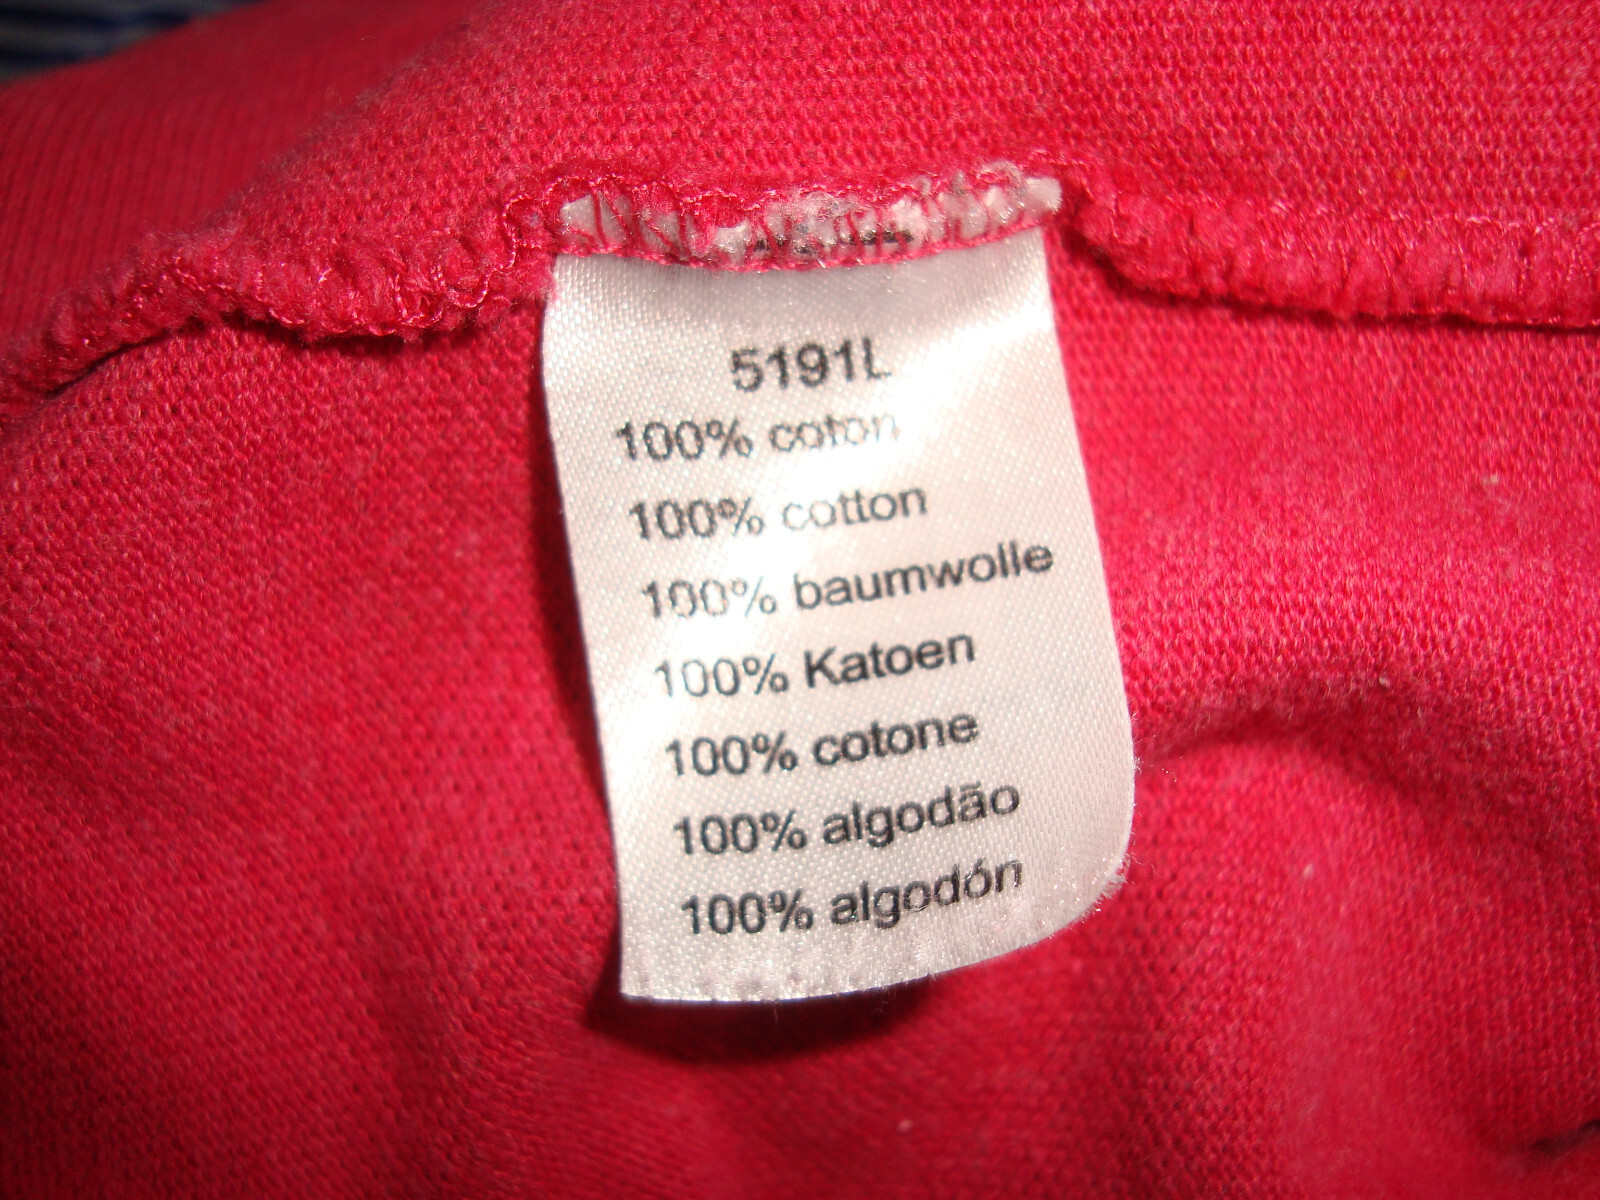 5191L
100% coton
100% cotton
100% baumwolle
100% Katoen
100% cotone
100% algodão
100% algodón